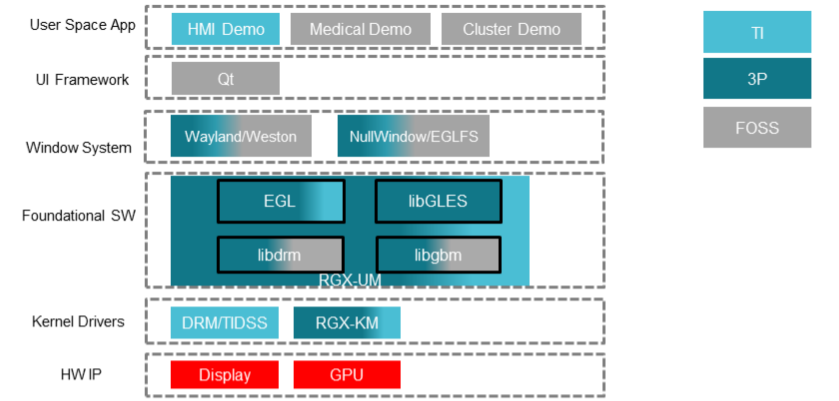 User Space App
HMI Demo
Medical Demo
Cluster Demo
TI
UI Framework
Qt
3P
Window System
Wayland/Weston
NullWindow/EGLFS
FOSS
Foundational SW
EGL
libGLES
libdrm
libgbm
RGX-UM
Kernel Drivers
DRM/TIDSS
RGX-KM
HW IP
Display
GPU